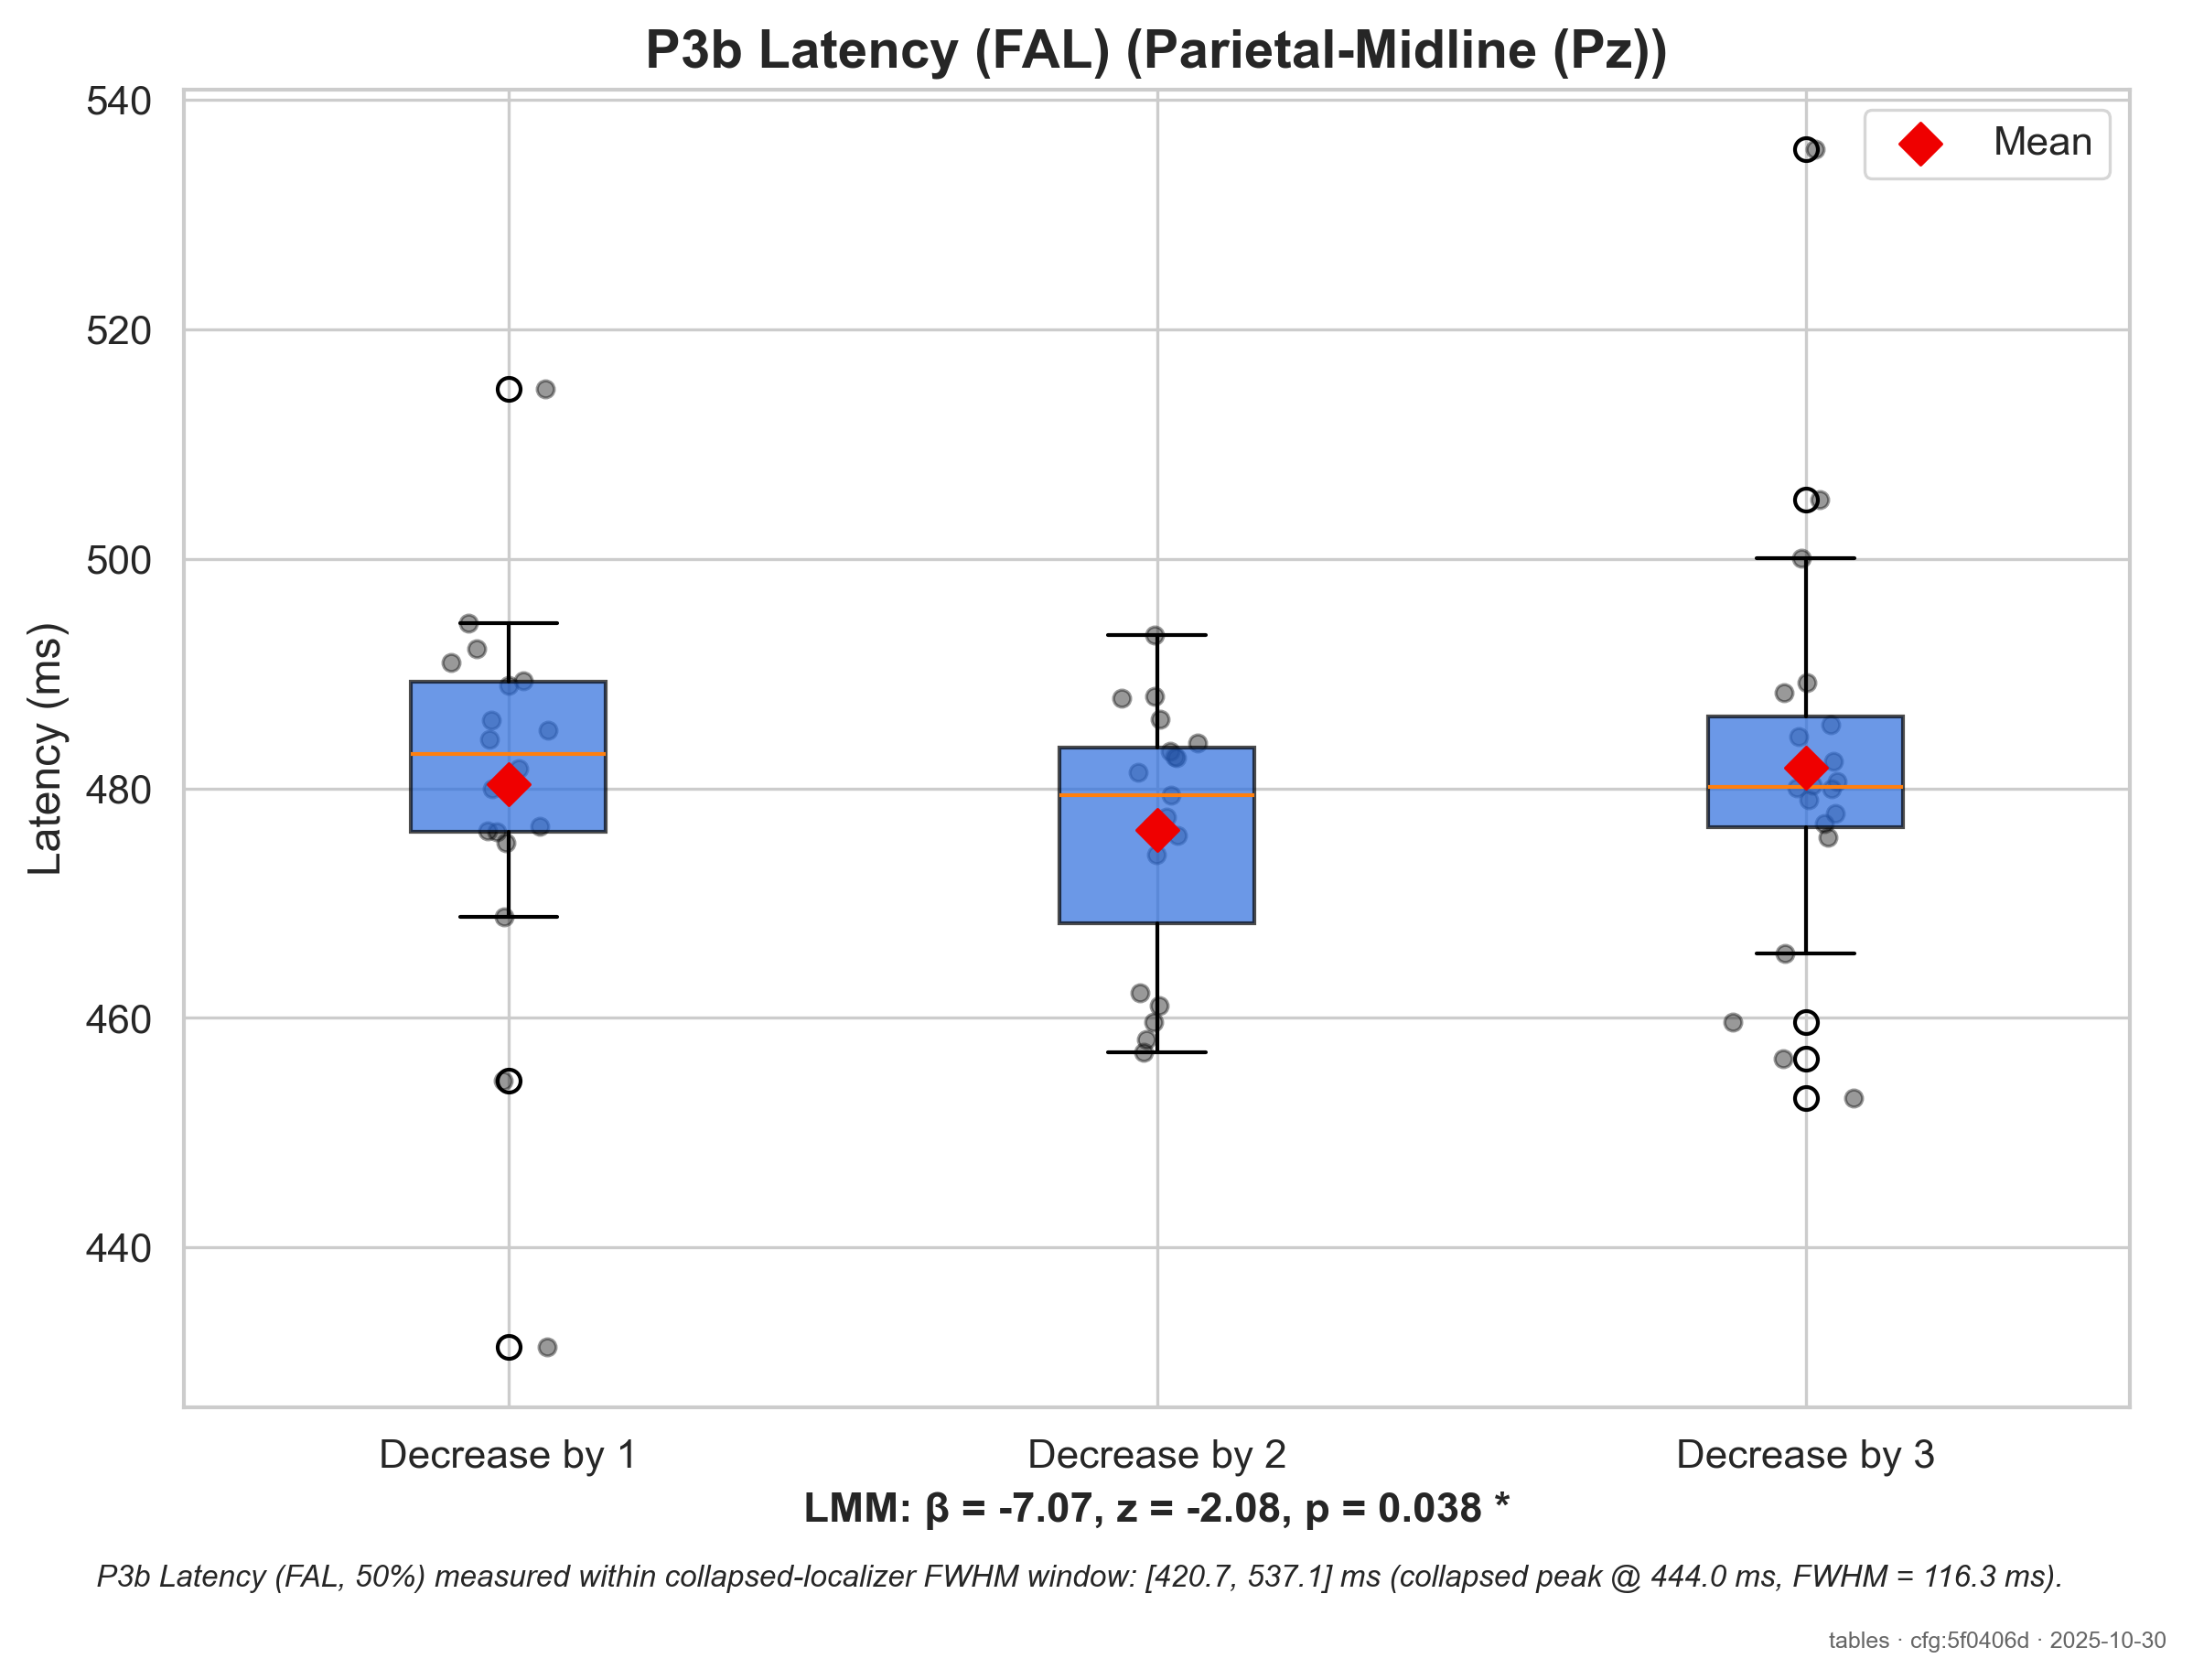 P3b Latency (FAL) (Parietal-Midline (Pz))
540
520
500
480
460
440
Latency (ms)
Mean
Decrease by 1
Decrease by 2
Decrease by 3
LMM: β = -7.07, z = -2.08, p = 0.038 *
P3b Latency (FAL, 50%) measured within collapsed-localizer FWHM window: [420.7, 537.1] ms (collapsed peak @ 444.0 ms, FWHM = 116.3 ms).
tables · cfg:5f0406d · 2025-10-30